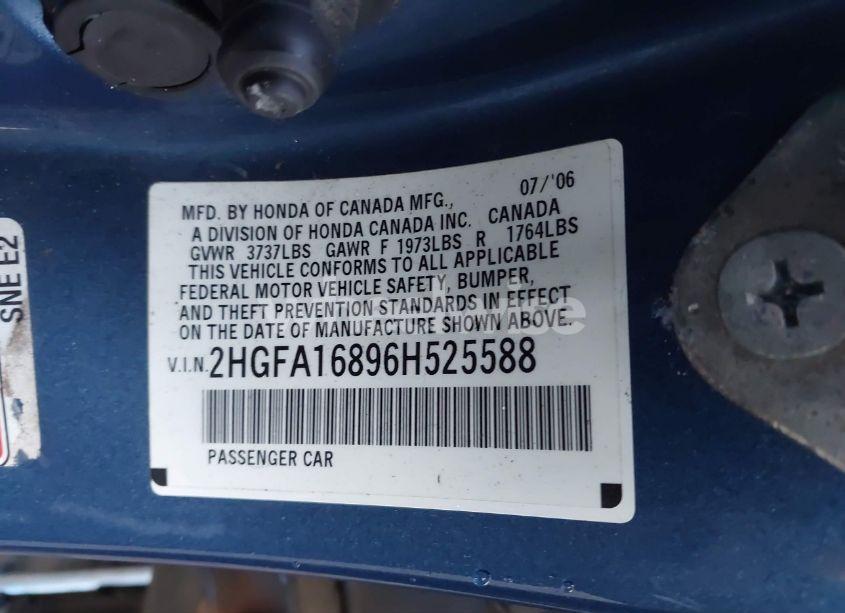 07/'06
MFD. BY HONDA OF CANADA MFG.,
A DIVISION OF HONDA CANADA INC. CANADA
GVWR 3737LBS GAWR F 1973LBS R 1764LBS
THIS VEHICLE CONFORMS TO ALL APPLICABLE
FEDERAL MOTOR VEHICLE SAFETY, BUMPER,
AND THEFT PREVENTION STANDARDS IN EFFECT
ON THE DATE OF MANUFACTURE SHOWN ABOVE.
V.I.N. 2HGFA16896H525588
PASSENGER CAR
SNE E2